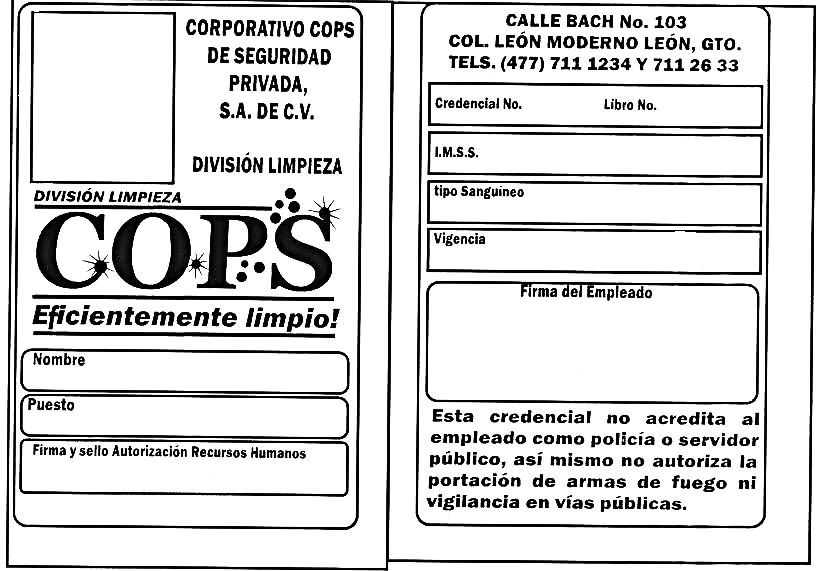 CORPORATIVO COPS
DE SEGURIDAD
PRIVADA,
S.A. DE C.V.
DIVISIÓN LIMPIEZA
DIVISIÓN LIMPIEZA
COPS
Eficientemente limpio!
Nombre
Puesto
Firma y sello Autorización Recursos Humanos
CALLE BACH No. 103
COL. LEÓN MODERNO LEÓN, GTO.
TELS. (477) 711 1234 Y 711 26 33
Credencial No. Libro No.
I.M.S.S.
tipo Sanguíneo
Vigencia
Firma del Empleado
Esta credencial no acredita al
empleado como policía o servidor
público, así mismo no autoriza la
portación de armas de fuego ni
vigilancia en vías públicas.